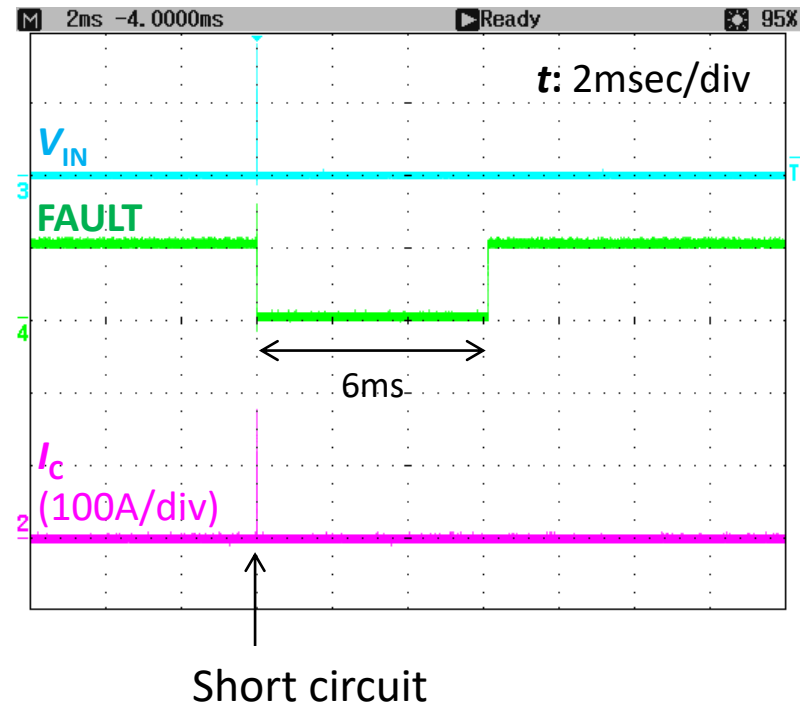 M 2ms -4.0000ms Ready 95%
t: 2msec/div
VIN
T
3
FAULT
4
6ms
IC
(100A/div)
2
Short circuit